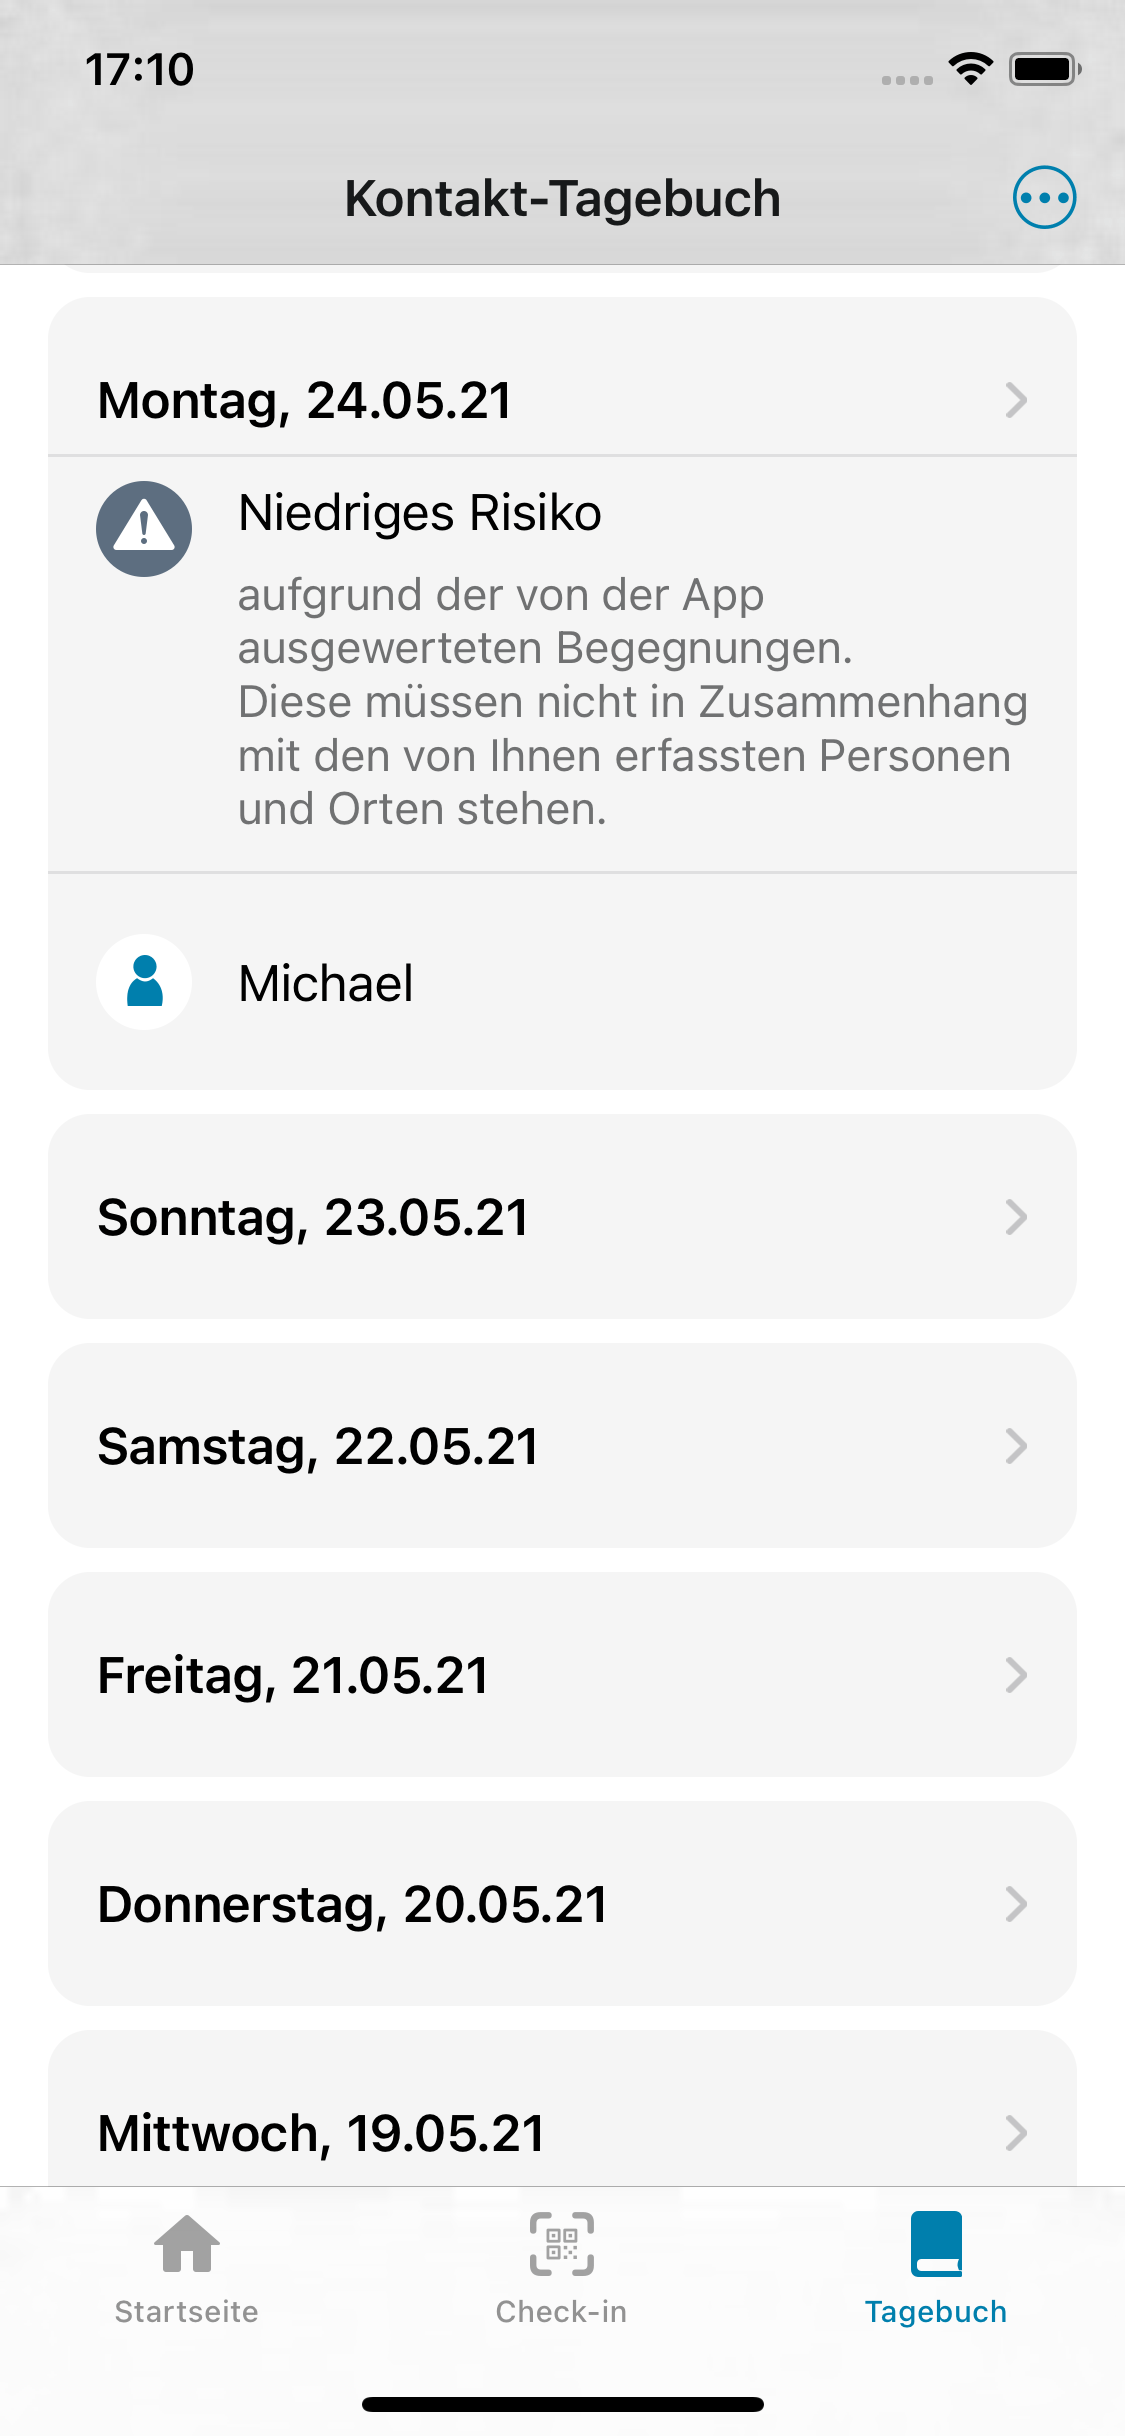 17:10
Kontakt-Tagebuch
Montag, 24.05.21
Niedriges Risiko
aufgrund der von der App
ausgewerteten Begegnungen.
Diese müssen nicht in Zusammenhang
mit den von Ihnen erfassten Personen
und Orten stehen.
Michael
Sonntag, 23.05.21
Samstag, 22.05.21
Freitag, 21.05.21
Donnerstag, 20.05.21
Mittwoch, 19.05.21
Startseite
Check-in
Tagebuch